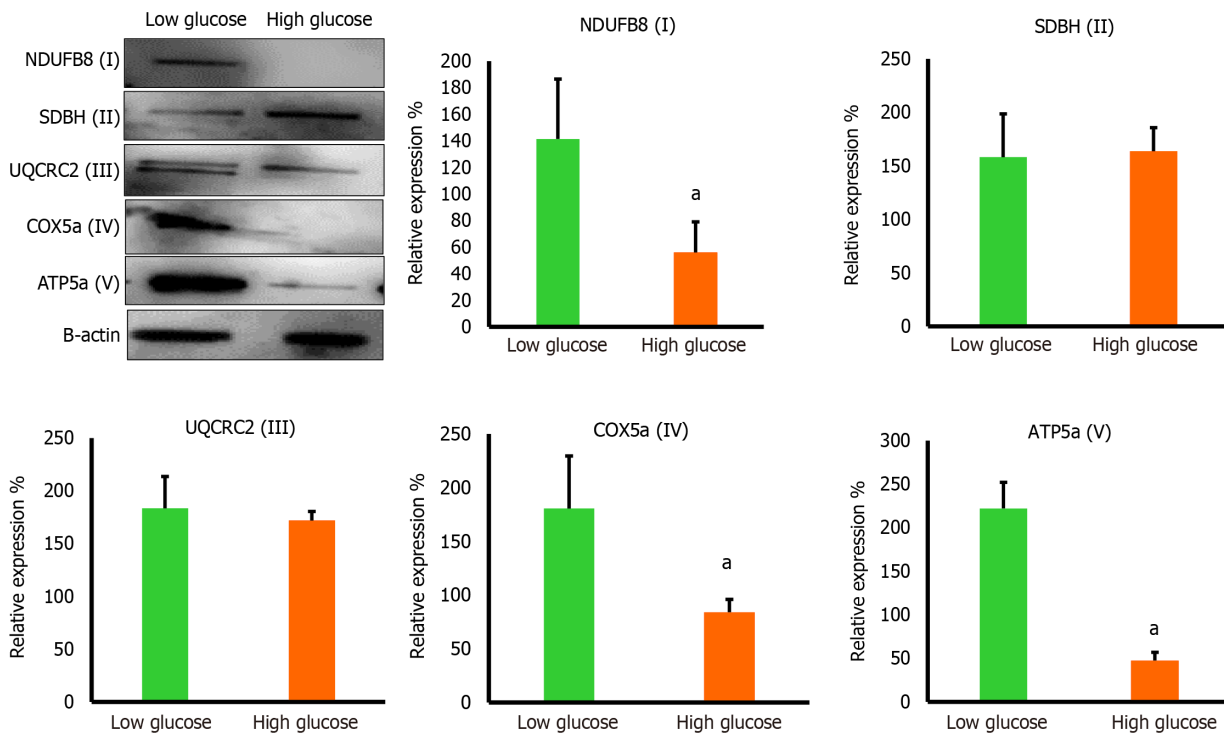 Low glucose High glucose
NDUFB8 (I)
SDBH (II)
UQCRC2 (III)
COX5a (IV)
ATP5a (V)
B-actin
NDUFB8 (I)
Relative expression %
200
180
160
140
120
100
80
60
40
20
0
a
Low glucose High glucose
SDBH (II)
Relative expression %
250
200
150
100
50
0
Low glucose High glucose
UQCRC2 (III)
Relative expression %
250
200
150
100
50
0
Low glucose High glucose
COX5a (IV)
Relative expression %
250
200
150
100
50
0
a
Low glucose High glucose
ATP5a (V)
Relative expression %
300
250
200
150
100
50
0
a
Low glucose High glucose